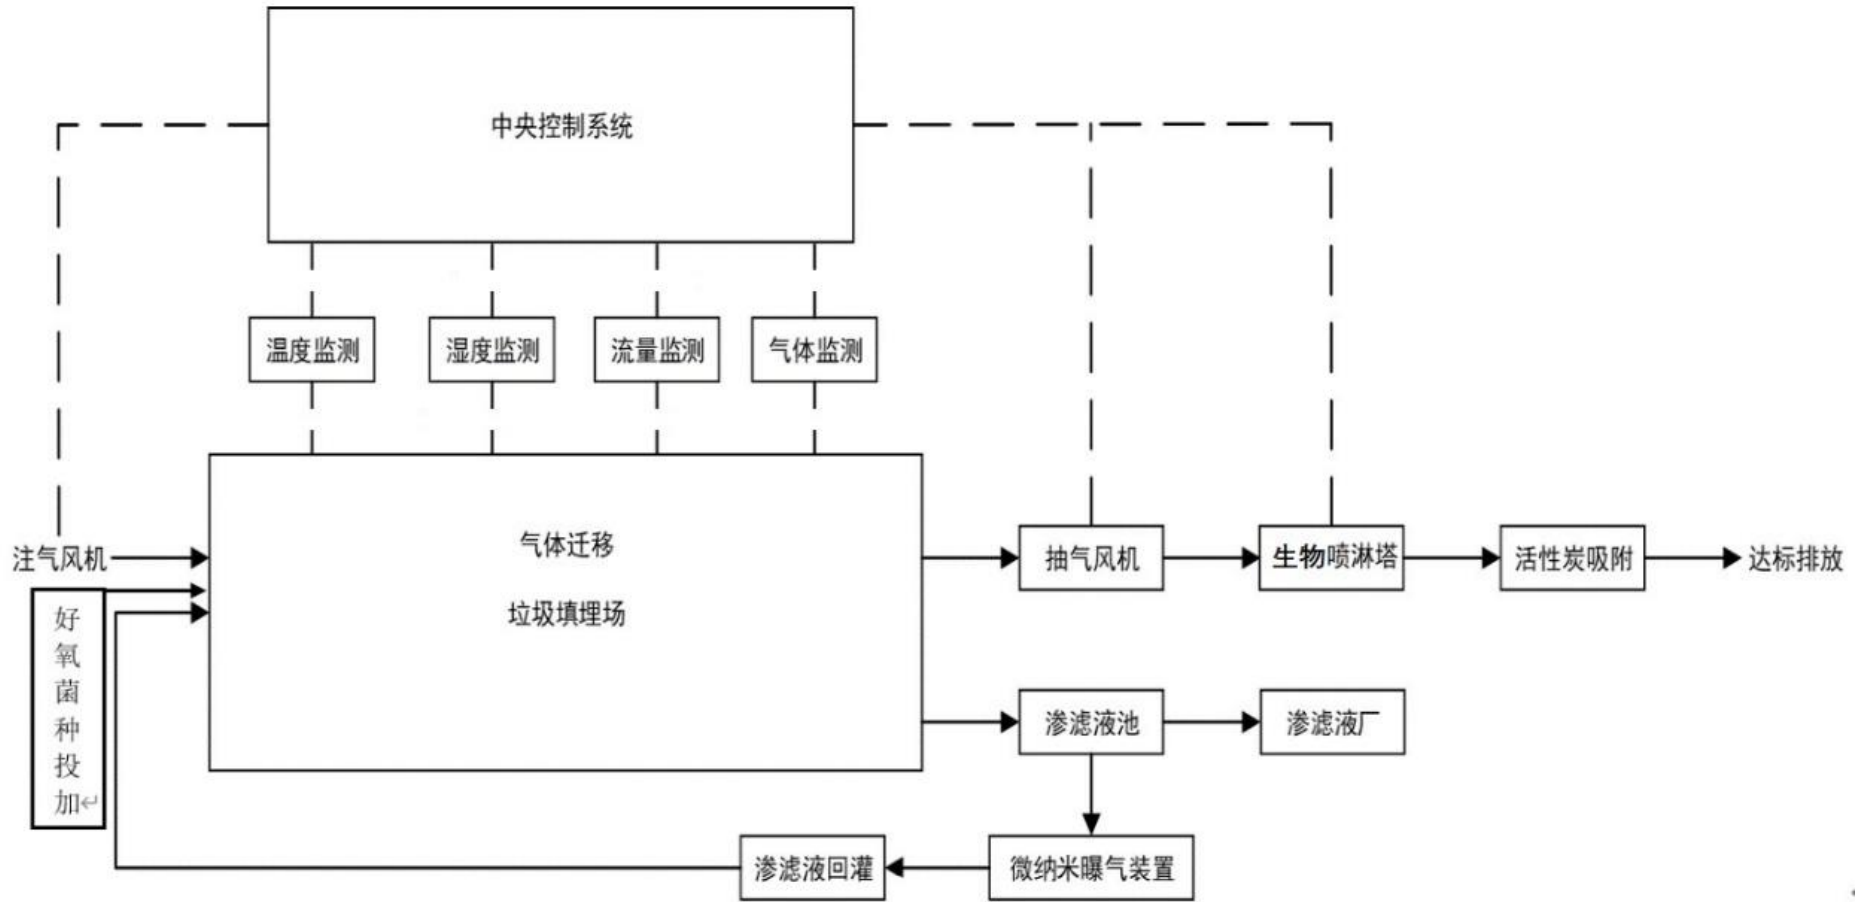 中央控制系统
温度监测
湿度监测
流量监测
气体监测
气体迁移
垃圾填埋场
注气风机
好氧菌种投加↵
抽气风机
生物喷淋塔
活性炭吸附
达标排放
渗滤液池
渗滤液厂
渗滤液回灌
微纳米曝气装置